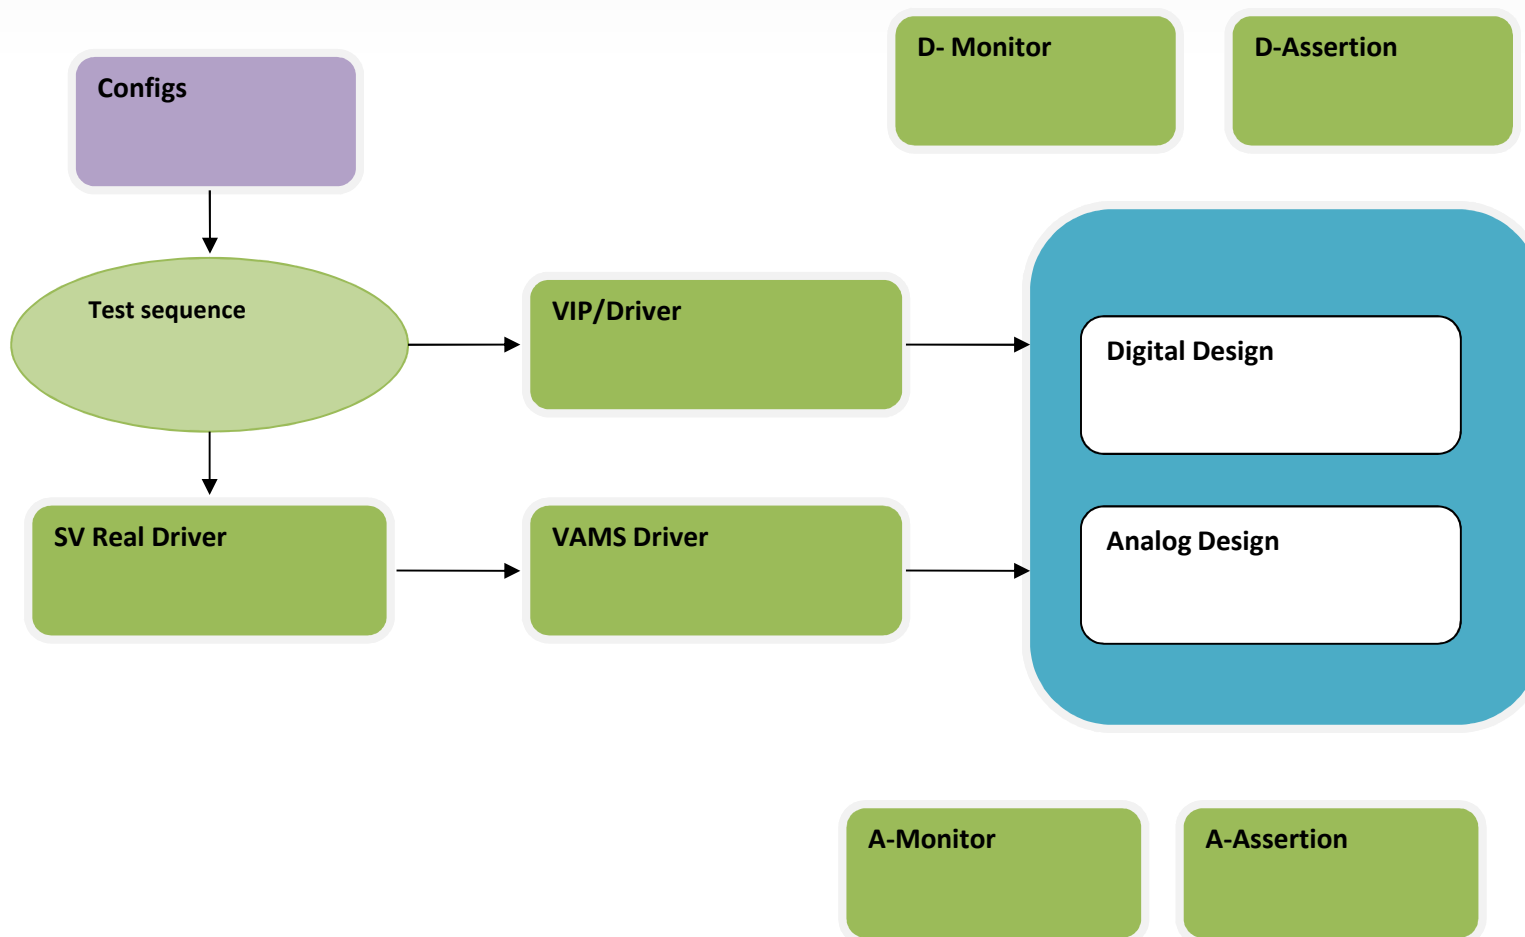 D- Monitor
D-Assertion
Configs
Test sequence
VIP/Driver
Digital Design
SV Real Driver
VAMS Driver
Analog Design
A-Monitor
A-Assertion